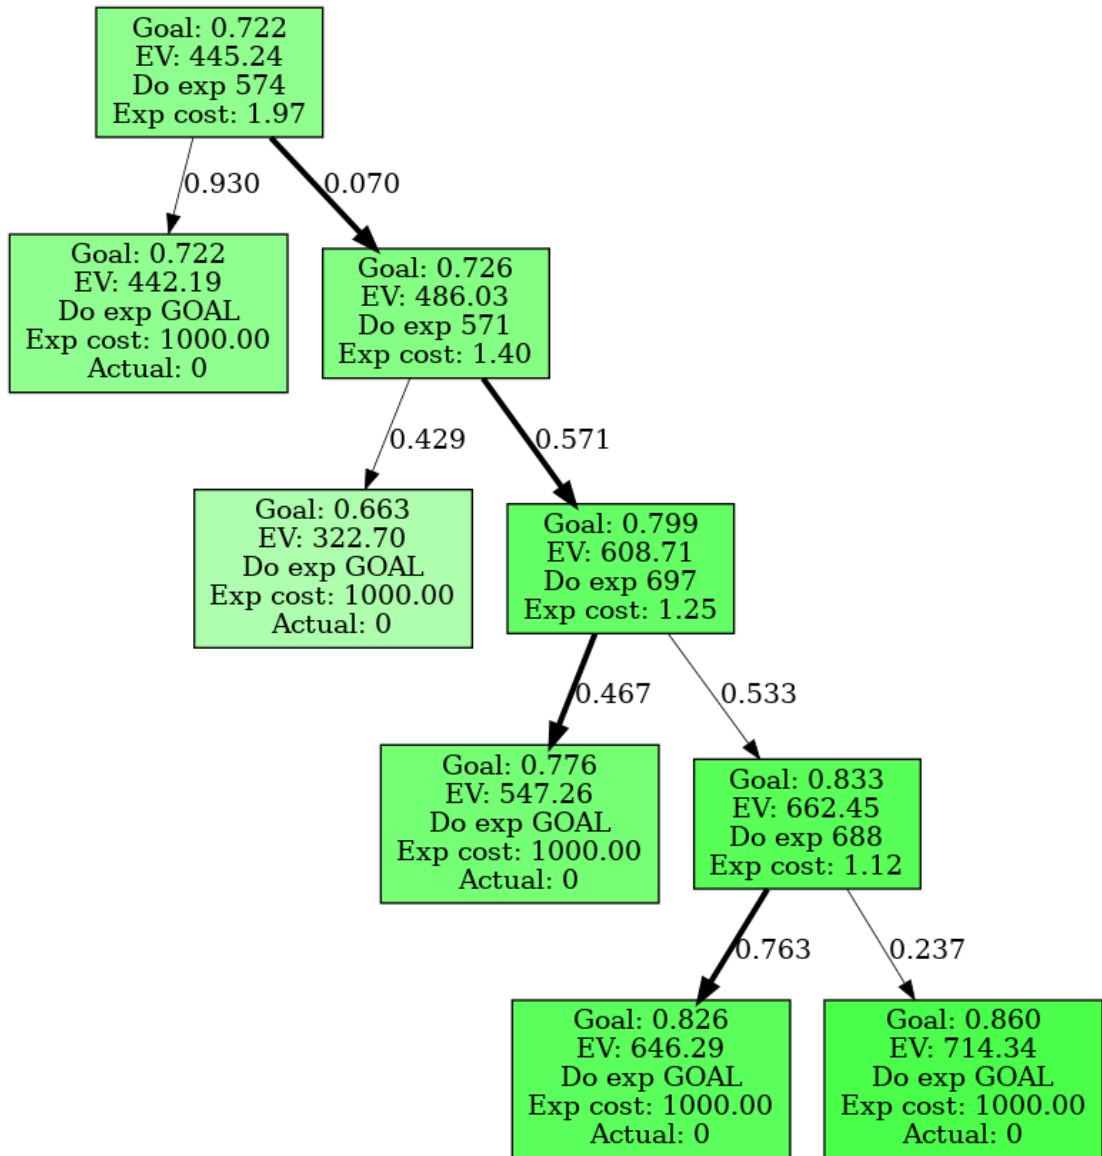 Goal: 0.722
EV: 445.24
Do exp 574
Exp cost: 1.97
0.930
0.070
Goal: 0.722
EV: 442.19
Do exp GOAL
Exp cost: 1000.00
Actual: 0
Goal: 0.726
EV: 486.03
Do exp 571
Exp cost: 1.40
0.429
0.571
Goal: 0.663
EV: 322.70
Do exp GOAL
Exp cost: 1000.00
Actual: 0
Goal: 0.799
EV: 608.71
Do exp 697
Exp cost: 1.25
0.467
0.533
Goal: 0.776
EV: 547.26
Do exp GOAL
Exp cost: 1000.00
Actual: 0
Goal: 0.833
EV: 662.45
Do exp 688
Exp cost: 1.12
0.763
0.237
Goal: 0.826
EV: 646.29
Do exp GOAL
Exp cost: 1000.00
Actual: 0
Goal: 0.860
EV: 714.34
Do exp GOAL
Exp cost: 1000.00
Actual: 0